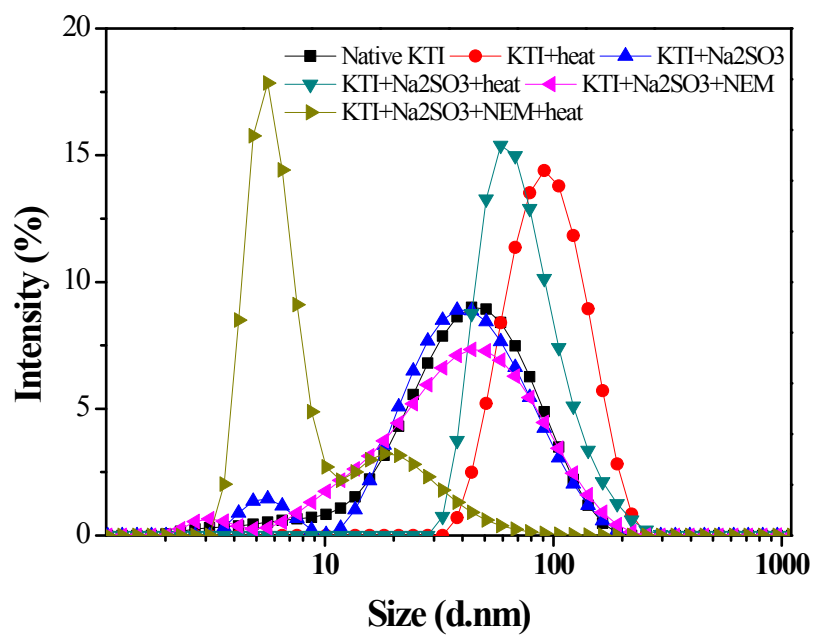 20
Native KTI KTI+heat KTI+Na2SO3
KTI+Na2SO3+heat KTI+Na2SO3+NEM
KTI+Na2SO3+NEM+heat
15
10
5
0
10 100 1000
Intensity (%)
Size (d.nm)